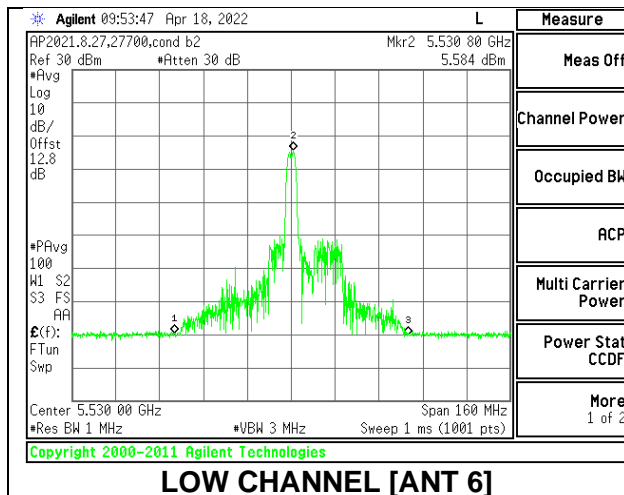 Agilent 09:53:47 Apr 18, 2022 L
Measure
AP2021.8.27,27700,cond b2
Mkr2 5.530 80 GHz
Ref 30 dBm
#Atten 30 dB
5.584 dBm
#Avg
Log
10
dB/
Offst
12.8
dB
#PAvg
100
W1 S2
S3 FS
AA
£(f):
FTun
Swp
2
1
3
Center 5.530 00 GHz
Span 160 MHz
#Res BW 1 MHz
#VBW 3 MHz
Sweep 1 ms (1001 pts)
Copyright 2000-2011 Agilent Technologies
Meas Off
Channel Power
Occupied BW
ACP
Multi Carrier
Power
Power Stat
CCDF
More
1 of 2
LOW CHANNEL [ANT 6]